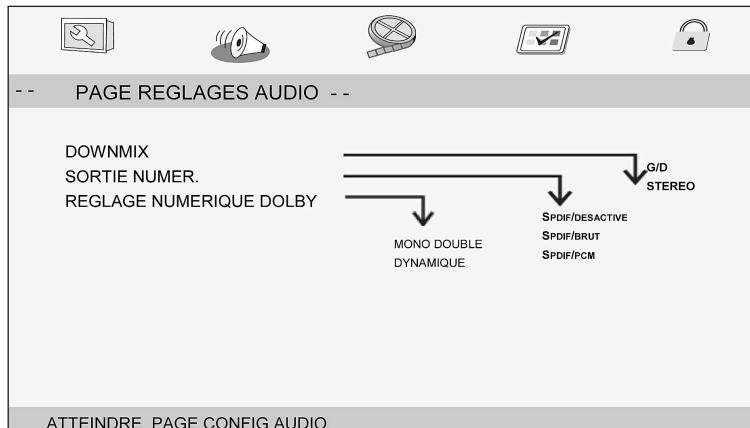 -- PAGE REGLAGES AUDIO --
DOWNMIX
SORTIE NUMER.
REGLAGE NUMERIQUE DOLBY
G/D
STEREO
SPDIF/DESACTIVE
SPDIF/BRUT
SPDIF/PCM
MONO DOUBLE
DYNAMIQUE
ATTEINDRE PAGE CONFIG AUDIO